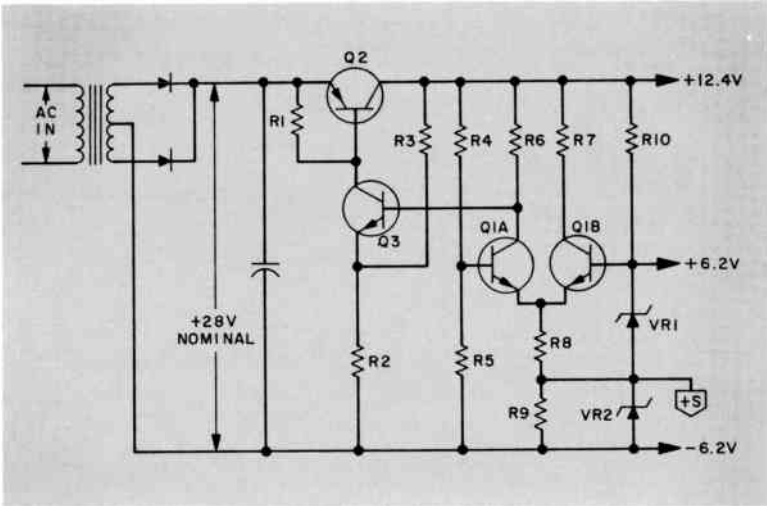 Q2
+12.4V
AC
IN
R1
R3
R4
R6
R7
R10
Q3
Q1A
Q1B
+6.2V
+28V
NOMINAL
R2
R5
R8
VR1
R9
VR2
+S
-6.2V